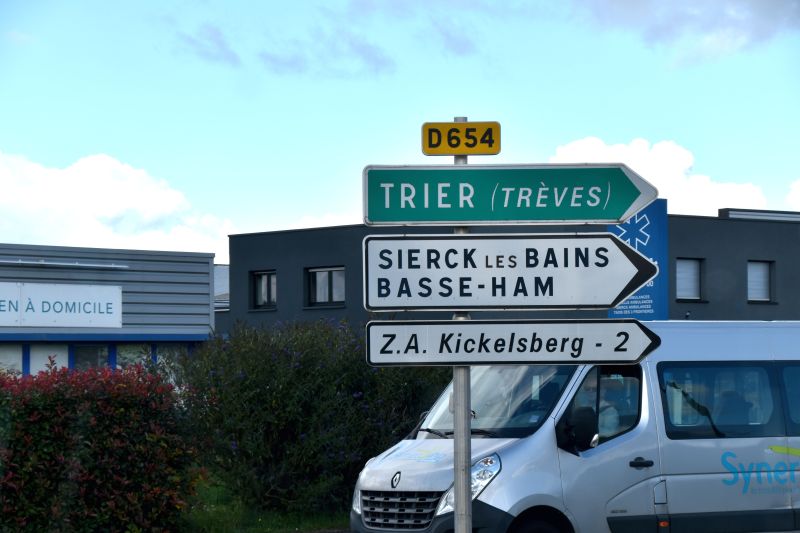 D654
TRIER (TRÈVES)
SIERCK LES BAINS
BASSE-HAM
Z.A. Kickelsberg - 2
EN À DOMICILE
Syner